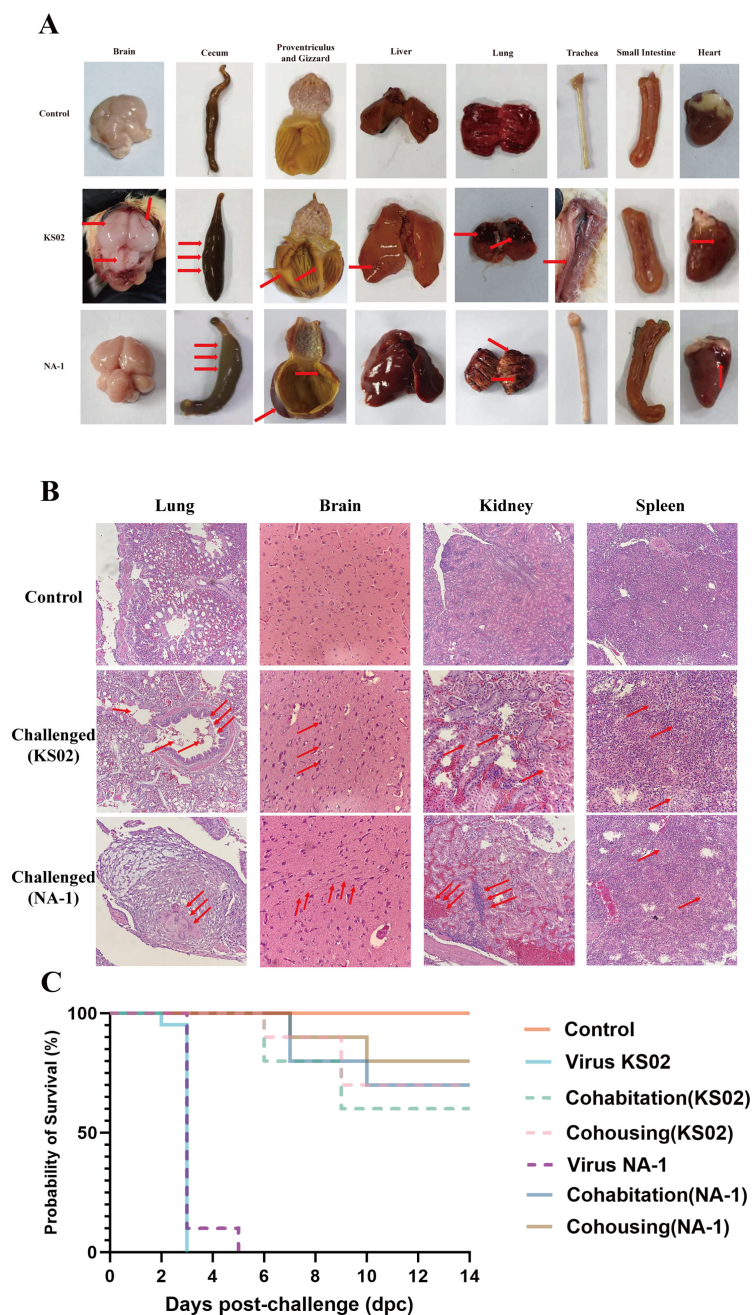 A
Brain Cecum Proventriculus and Gizzard Liver Lung Trachea Small Intestine Heart
Control
KS02
NA-1
B
Lung Brain Kidney Spleen
Control
Challenged
(KS02)
Challenged
(NA-1)
C
Probability of Survival (%)
100
50
0
0 2 4 6 8 10 12 14
Days post-challenge (dpc)
Control
Virus KS02
Cohabitation(KS02)
Cohousing(KS02)
Virus NA-1
Cohabitation(NA-1)
Cohousing(NA-1)